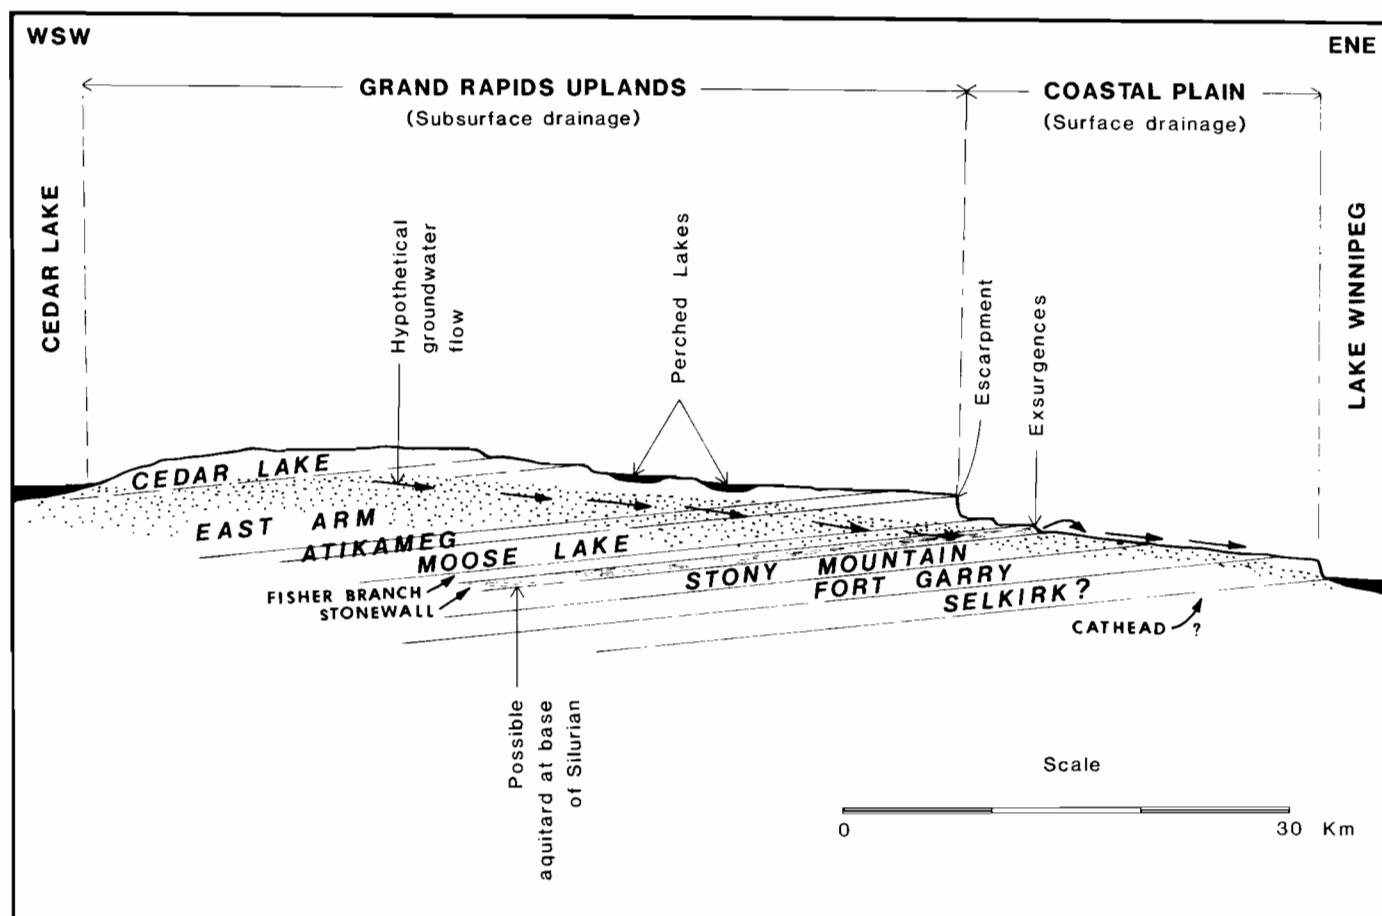 WSW
ENE
GRAND RAPIDS UPLANDS
(Subsurface drainage)
COASTAL PLAIN
(Surface drainage)
CEDAR LAKE
Hypothetical
groundwater
flow
Perched Lakes
Escarpment
Exsurgences
LAKE WINNIPEG
CEDAR LAKE
EAST ARM
ATIKAMEG
MOOSE LAKE
FISHER BRANCH
STONEWALL
STONY MOUNTAIN
FORT GARRY
SELKIRK?
CATHEAD ?
Possible
aquitard at base
of Silurian
Scale
0 30 Km